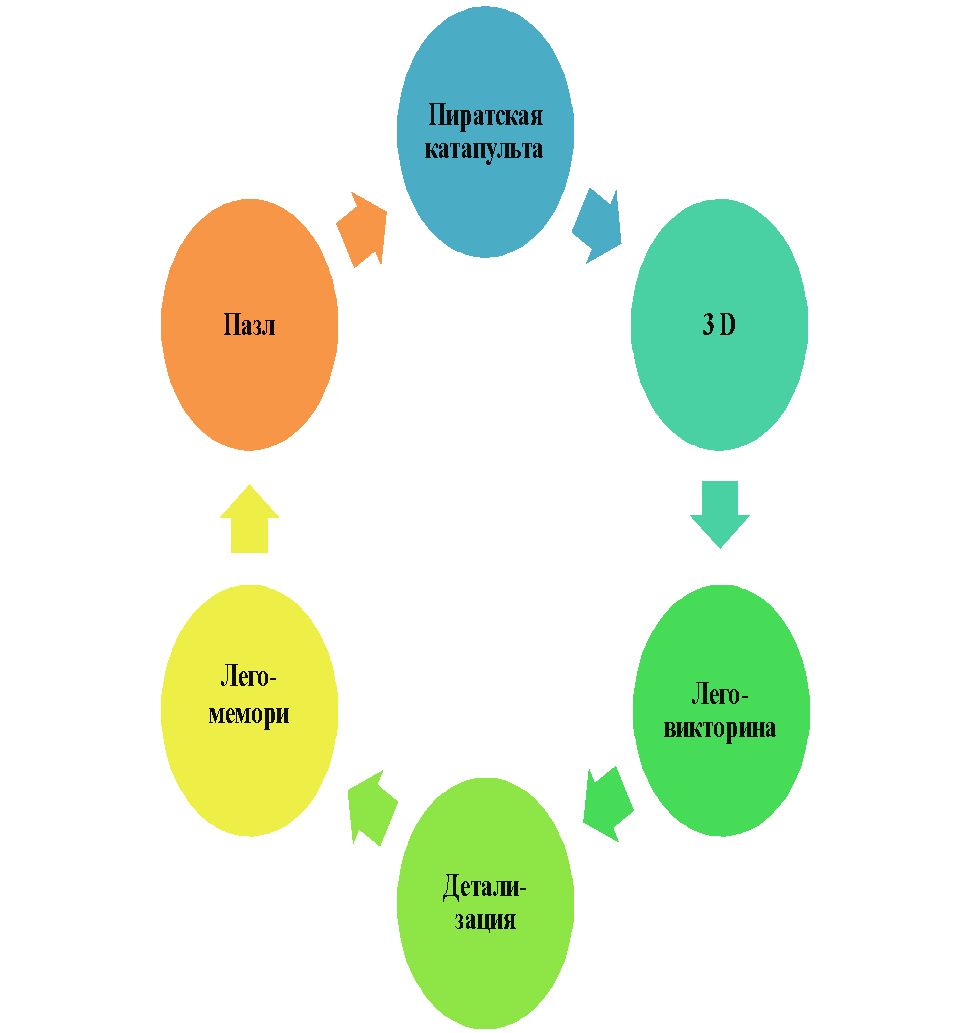 Пиратская
катапульта
3 D
Лего-
викторина
Детали-
зация
Лего-
мемори
Пазл